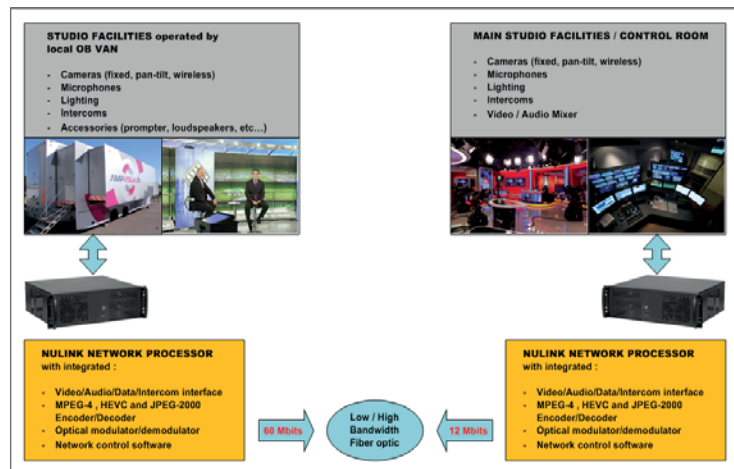 STUDIO FACILITIES operated by
local OB VAN
- Cameras (fixed, pan-tilt, wireless)
- Microphones
- Lighting
- Intercoms
- Accessories (prompter, loudspeakers, etc…)
MAIN STUDIO FACILITIES / CONTROL ROOM
- Cameras (fixed, pan-tilt, wireless)
- Microphones
- Lighting
- Intercoms
- Video / Audio Mixer
NULINK NETWORK PROCESSOR
with integrated :
- Video/Audio/Data/Intercom interface
- MPEG-4 , HEVC and JPEG-2000
Encoder/Decoder
- Optical modulator/demodulator
- Network control software
60 Mbits
Low / High
Bandwidth
Fiber optic
12 Mbits
NULINK NETWORK PROCESSOR
with integrated :
- Video/Audio/Data/Intercom interface
- MPEG-4 , HEVC and JPEG-2000
Encoder/Decoder
- Optical modulator/demodulator
- Network control software